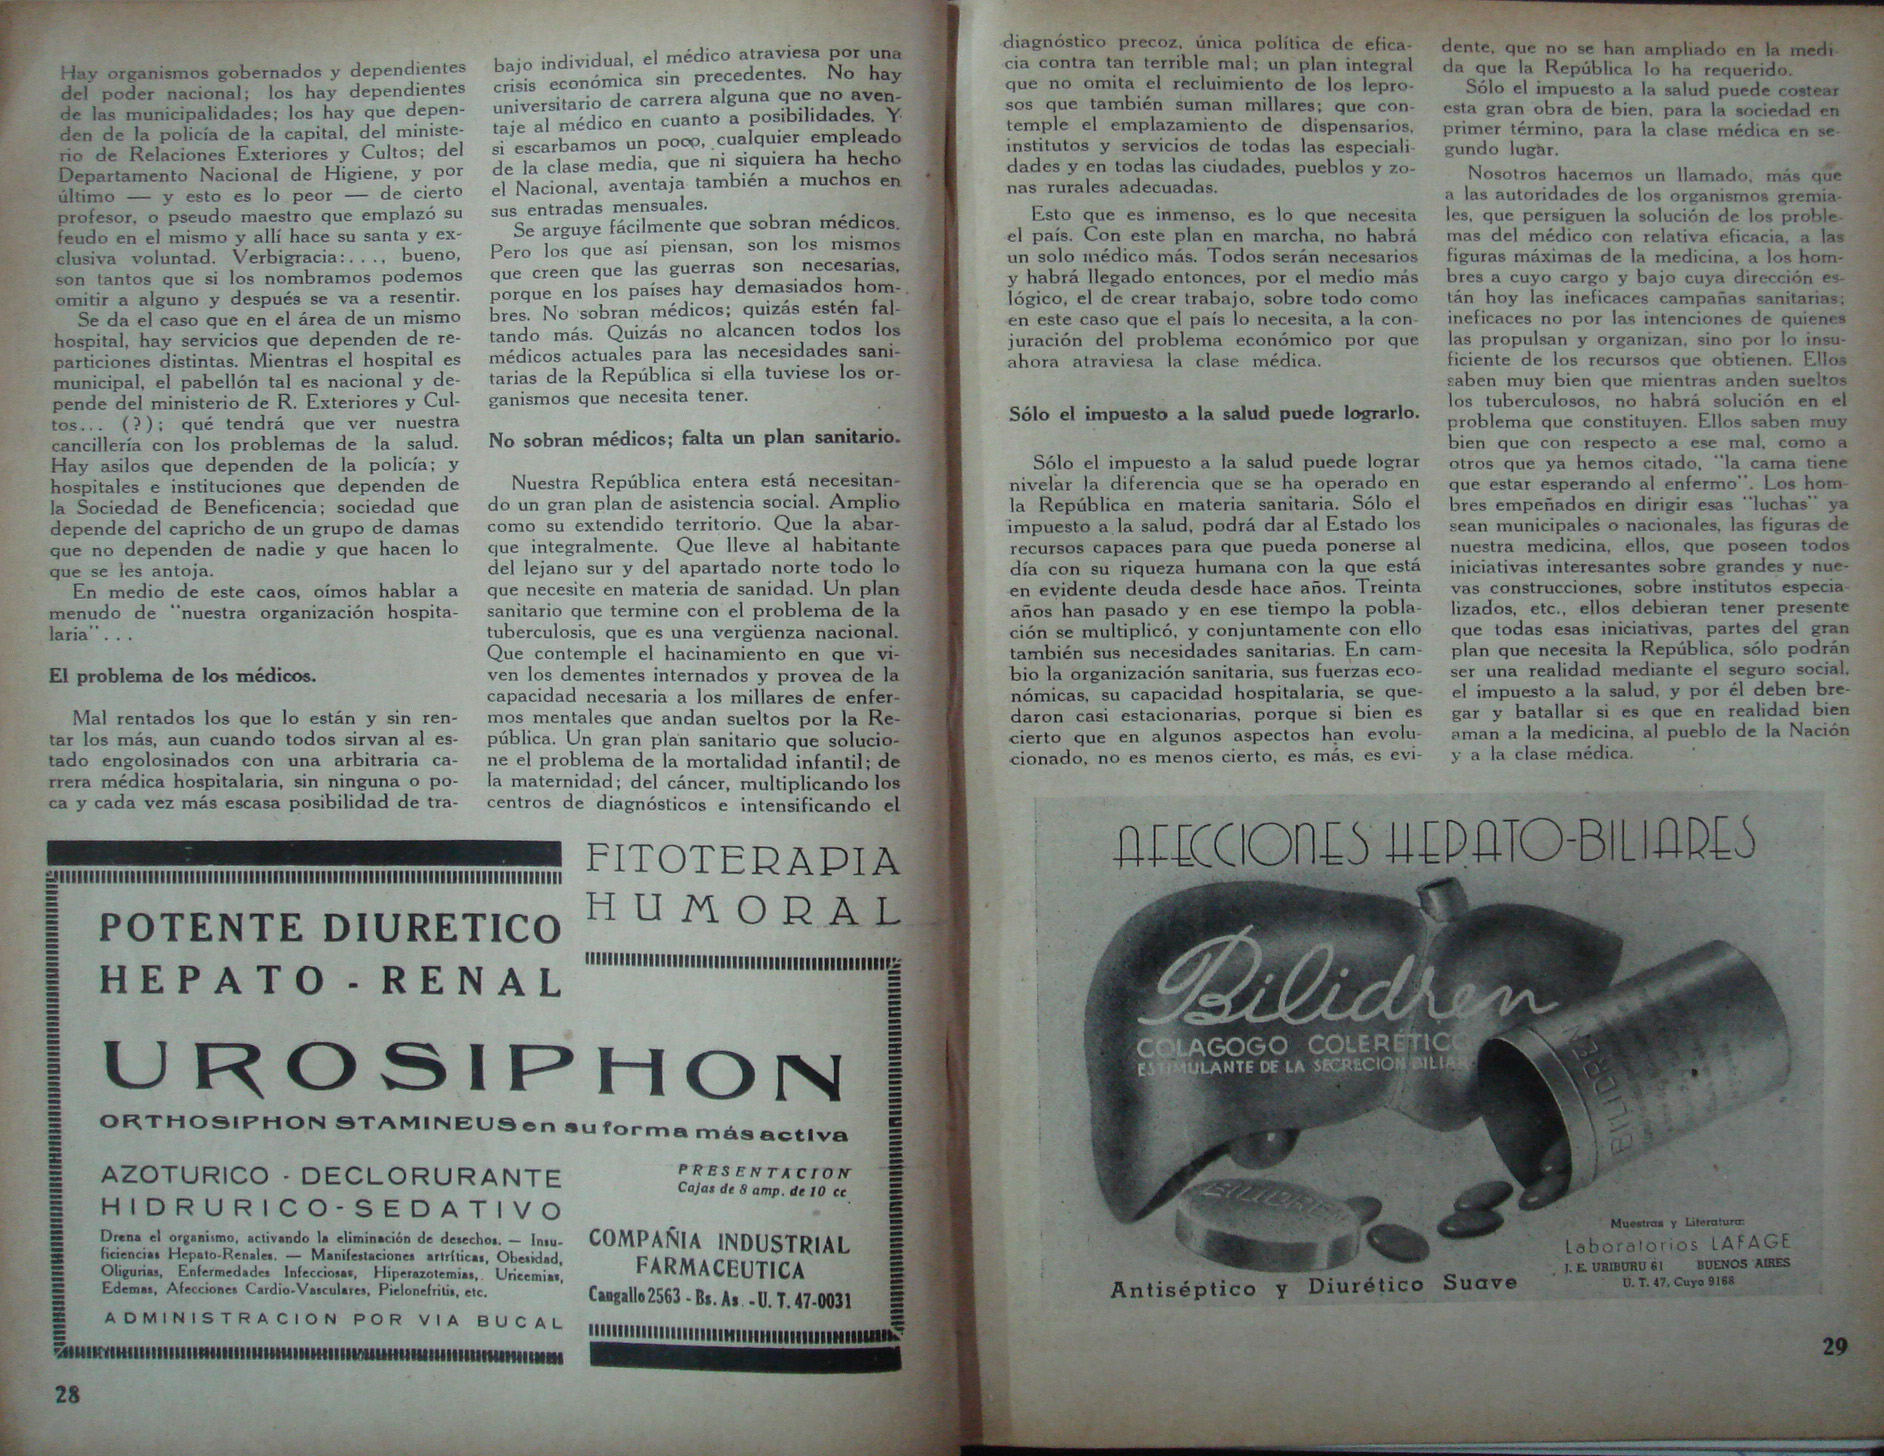 Hay organismos gobernados y dependientes
del poder nacional; los hay dependientes
de las municipalidades; los hay que depen-
den de la policía de la capital, del ministe-
rio de Relaciones Exteriores y Cultos; del
Departamento Nacional de Higiene, y por
último — y esto es lo peor — de cierto
profesor, o pseudo maestro que emplazó su
feudo en el mismo y allí hace su santa y ex-
clusiva voluntad. Verbigracia:..., bueno,
son tantos que si los nombramos podemos
omitir a alguno y después se va a resentir.
Se da el caso que en el área de un mismo
hospital, hay servicios que dependen de re-
particiones distintas. Mientras el hospital es
municipal, el pabellón tal es nacional y de-
pende del ministerio de R. Exteriores y Cul-
tos... (?); qué tendrá que ver nuestra
cancillería con los problemas de la salud.
Hay asilos que dependen de la policía; y
hospitales e instituciones que dependen de
la Sociedad de Beneficencia; sociedad que
depende del capricho de un grupo de damas
que no dependen de nadie y que hacen lo
que se les antoja.
En medio de este caos, oímos hablar a
menudo de "nuestra organización hospita-
laria"...
El problema de los médicos.
Mal rentados los que lo están y sin ren-
tar los más, aun cuando todos sirvan al es-
tado engolosinados con una arbitraria ca-
rrera médica hospitalaria, sin ninguna o po-
ca y cada vez más escasa posibilidad de tra-
bajo individual, el médico atraviesa por una
crisis económica sin precedentes. No hay
universitario de carrera alguna que no aven-
taje al médico en cuanto a posibilidades. Y
si escarbamos un poco, cualquier empleado
de la clase media, que ni siquiera ha hecho
el Nacional, aventaja también a muchos en
sus entradas mensuales.
Se arguye fácilmente que sobran médicos.
Pero los que así piensan, son los mismos
que creen que las guerras son necesarias,
porque en los países hay demasiados hom-
bres. No sobran médicos; quizás estén fal-
tando más. Quizás no alcancen todos los
médicos actuales para las necesidades sani-
tarias de la República si ella tuviese los or-
ganismos que necesita tener.
No sobran médicos; falta un plan sanitario.
Nuestra República entera está necesitan-
do un gran plan de asistencia social. Amplio
como su extendido territorio. Que la abar-
que integralmente. Que lleve al habitante
del lejano sur y del apartado norte todo lo
que necesite en materia de sanidad. Un plan
sanitario que termine con el problema de la
tuberculosis, que es una vergüenza nacional.
Que contemple el hacinamiento en que vi-
ven los dementes internados y provea de la
capacidad necesaria a los millares de enfer-
mos mentales que andan sueltos por la Re-
pública. Un gran plan sanitario que solucio-
ne el problema de la mortalidad infantil; de
la maternidad; del cáncer, multiplicando los
centros de diagnósticos e intensificando el
POTENTE DIURETICO
HEPATO - RENAL
FITOTERAPIA
HUMORAL
UROSIPHON
ORTHOSIPHON STAMINEUS en su forma más activa
AZOTURICO - DECLORURANTE
HIDRURICO - SEDATIVO
Drena el organismo, activando la eliminación de desechos. — Insu-
ficiencias Hepato-Renales. — Manifestaciones artríticas, Obesidad,
Oligurias, Enfermedades Infecciosas, Hiperazotemias, Uricemias,
Edemas, Afecciones Cardio-Vasculares, Pielonefritis, etc.
ADMINISTRACION POR VIA BUCAL
PRESENTACION
Cajas de 8 amp. de 10 cc.
COMPAÑIA INDUSTRIAL
FARMACEUTICA
Cangallo 2563 - Bs. As. - U. T. 47-0031
28
diagnóstico precoz, única política de efica-
cia contra tan terrible mal; un plan integral
que no omita el recluimiento de los lepro-
sos que también suman millares; que con-
temple el emplazamiento de dispensarios,
institutos y servicios de todas las especiali-
dades y en todas las ciudades, pueblos y zo-
nas rurales adecuadas.
Esto que es inmenso, es lo que necesita
el país. Con este plan en marcha, no habrá
un solo médico más. Todos serán necesarios
y habrá llegado entonces, por el medio más
lógico, el de crear trabajo, sobre todo como
en este caso que el país lo necesita, a la con-
juración del problema económico por que
ahora atraviesa la clase médica.
Sólo el impuesto a la salud puede lograrlo.
Sólo el impuesto a la salud puede lograr
nivelar la diferencia que se ha operado en
la República en materia sanitaria. Sólo el
impuesto a la salud, podrá dar al Estado los
recursos capaces para que pueda ponerse al
día con su riqueza humana con la que está
en evidente deuda desde hace años. Treinta
años han pasado y en ese tiempo la pobla-
ción se multiplicó, y conjuntamente con ello
también sus necesidades sanitarias. En cam-
bio la organización sanitaria, sus fuerzas eco-
nómicas, su capacidad hospitalaria, se que-
daron casi estacionarias, porque si bien es
cierto que en algunos aspectos han evolu-
cionado, no es menos cierto, es más, es evi-
dente, que no se han ampliado en la medi
da que la República lo ha requerido.
Sólo el impuesto a la salud puede costear
esta gran obra de bien, para la sociedad en
primer término, para la clase médica en se-
gundo lugar.
Nosotros hacemos un llamado, más que
a las autoridades de los organismos gremia-
les, que persiguen la solución de los proble-
mas del médico con relativa eficacia, a las
figuras máximas de la medicina, a los hom-
bres a cuyo cargo y bajo cuya dirección es-
tán hoy las ineficaces campañas sanitarias;
ineficaces no por las intenciones de quienes
las propulsan y organizan, sino por lo insu-
ficiente de los recursos que obtienen. Ellos
saben muy bien que mientras anden sueltos
los tuberculosos, no habrá solución en el
problema que constituyen. Ellos saben muy
bien que con respecto a ese mal, como a
otros que ya hemos citado, "la cama tiene
que estar esperando al enfermo". Los hom-
bres empeñados en dirigir esas "luchas" ya
sean municipales o nacionales, las figuras de
nuestra medicina, ellos, que poseen todos
iniciativas interesantes sobre grandes y nue-
vas construcciones, sobre institutos especia-
lizados, etc., ellos debieran tener presente
que todas esas iniciativas, partes del gran
plan que necesita la República, sólo podrán
ser una realidad mediante el seguro social,
el impuesto a la salud, y por él deben bre-
gar y batallar si es que en realidad bien
aman a la medicina, al pueblo de la Nación
y a la clase médica.
AFECCIONES HEPATO-BILIARES
Bilidren
COLAGOGO COLERETICO
ESTIMULANTE DE LA SECRECION BILIAR
BILIDREN
BILIDREN
Muestras y Literatura:
Laboratorios LAFAGE
J. E. URIBURU 61 BUENOS AIRES
U. T. 47, Cuyo 9168
Antiséptico y Diurético Suave
29